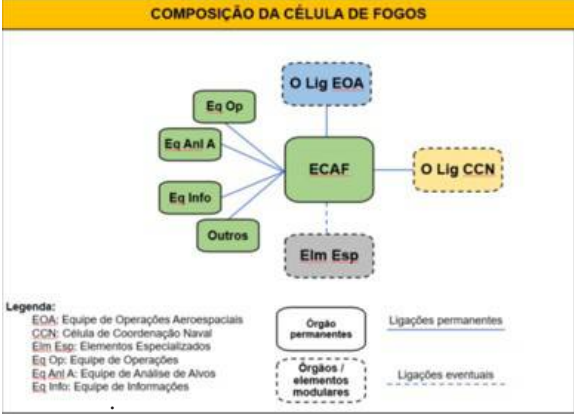 COMPOSIÇÃO DA CÉLULA DE FOGOS
O Lig EOA
Eq Op
Eq Anl A
ECAF
O Lig CCN
Eq Info
Outros
Elm Esp
Legenda:
EOA: Equipe de Operações Aeroespaciais
CCN: Célula de Coordenação Naval
Elm Esp: Elementos Especializados
Eq Op: Equipe de Operações
Eq Anl A: Equipe de Análise de Alvos
Eq Info: Equipe de Informações
Órgão
permanentes
Ligações permanentes
Órgãos /
elementos
modulares
Ligações eventuais